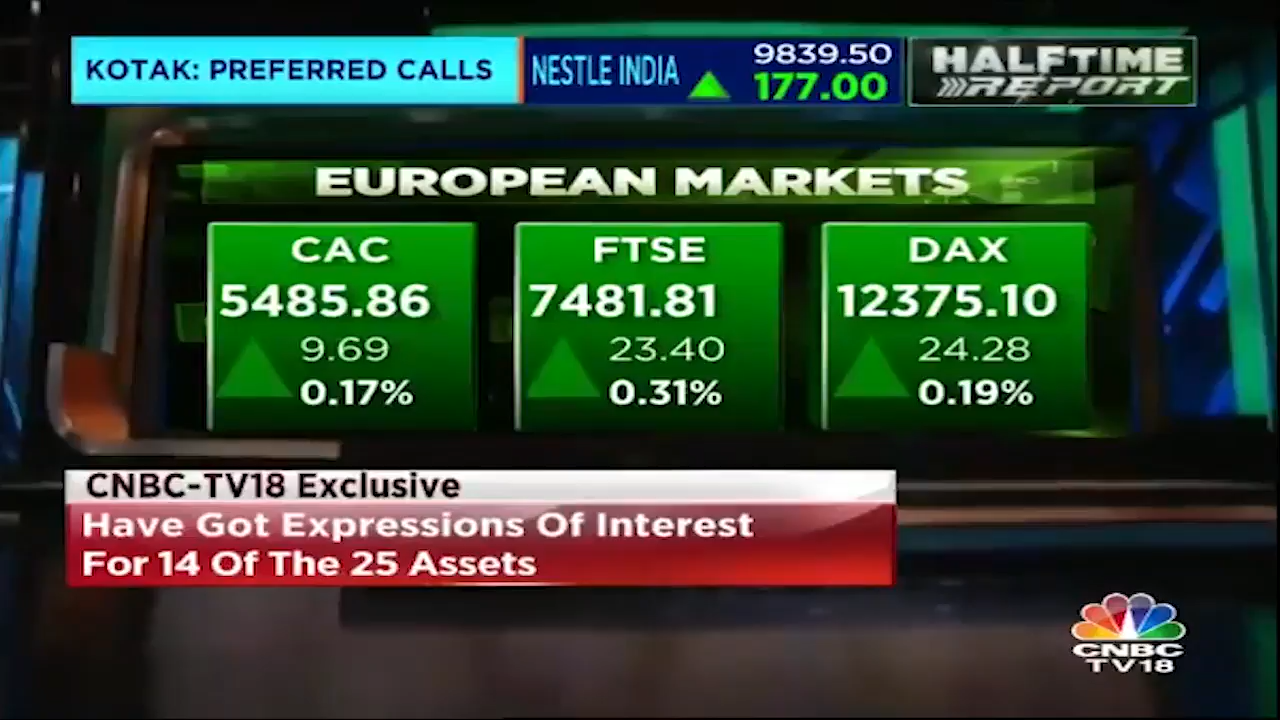 KOTAK: PREFERRED CALLS
NESTLE INDIA
9839.50
177.00
HALFTIME
REPORT
EUROPEAN MARKETS
CAC
5485.86
9.69
0.17%
FTSE
7481.81
23.40
0.31%
DAX
12375.10
24.28
0.19%
CNBC-TV18 Exclusive
Have Got Expressions Of Interest
For 14 Of The 25 Assets
CNBC
TV18